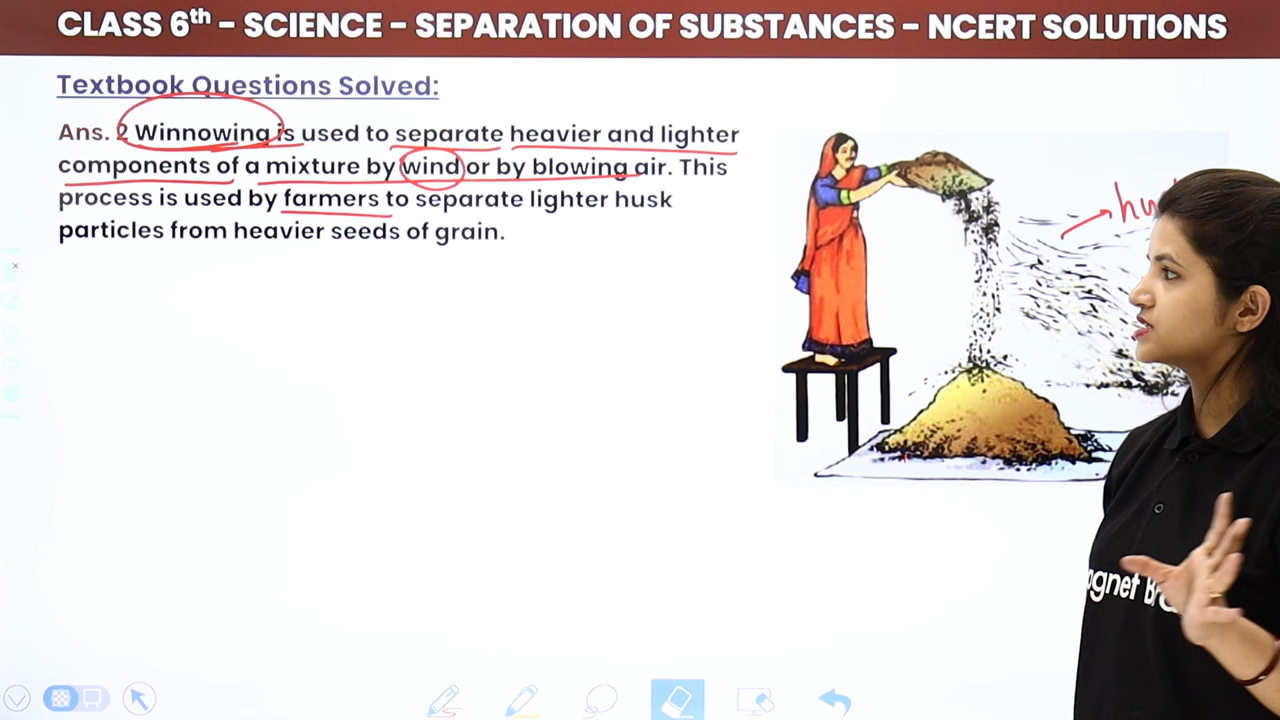 CLASS 6th – SCIENCE – SEPARATION OF SUBSTANCES – NCERT SOLUTIONS
Textbook Questions Solved:
Ans. 2 Winnowing is used to separate heavier and lighter
components of a mixture by wind or by blowing air. This
process is used by farmers to separate lighter husk
particles from heavier seeds of grain.